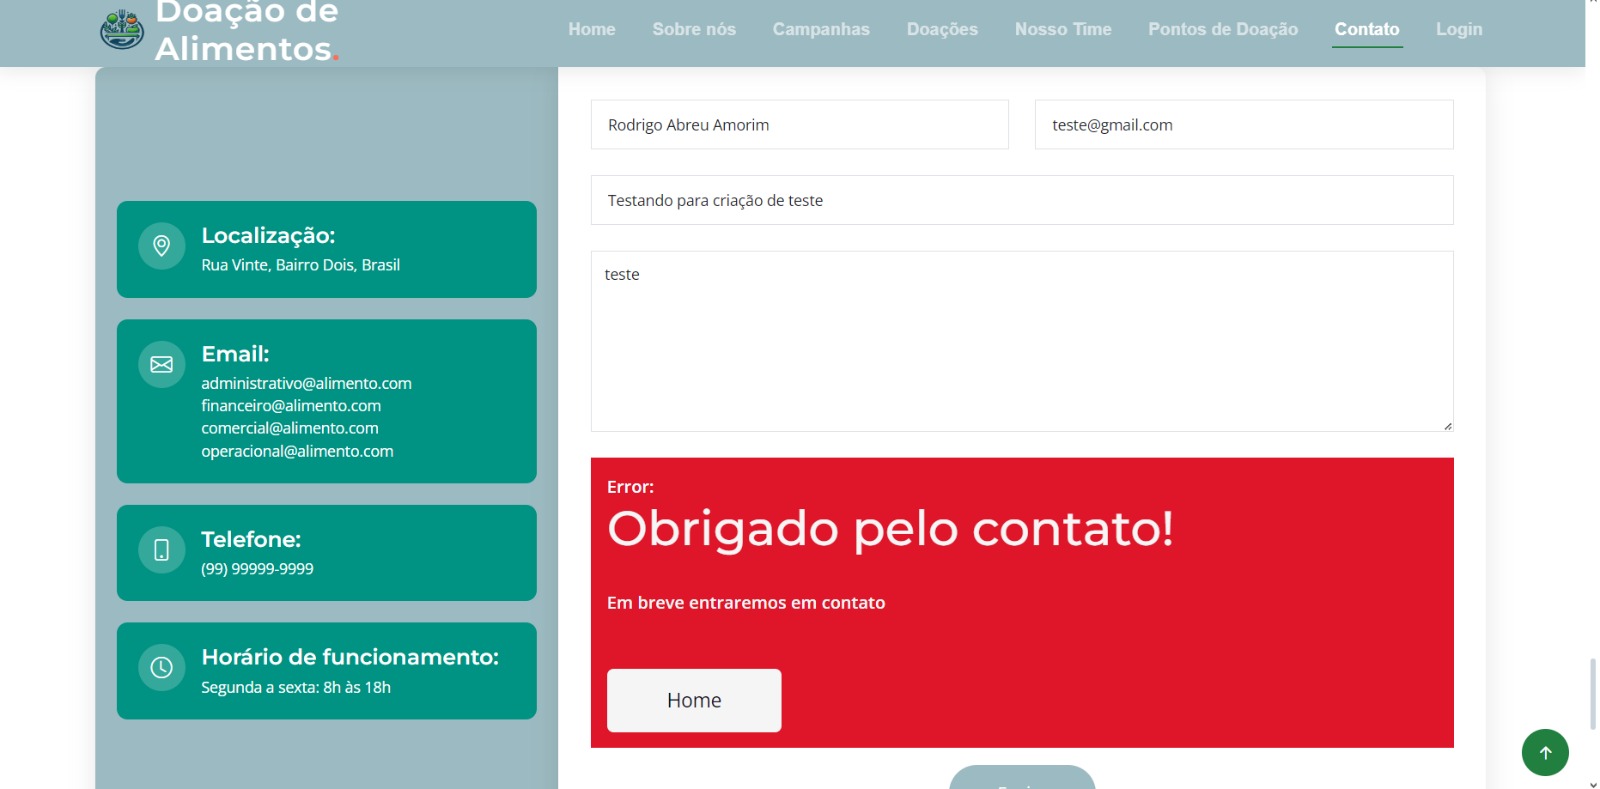 Doação de
Alimentos.
Home
Sobre nós
Campanhas
Doações
Nosso Time
Pontos de Doação
Contato
Login
Localização:
Rua Vinte, Bairro Dois, Brasil
Email:
administrativo@alimento.com
financeiro@alimento.com
comercial@alimento.com
operacional@alimento.com
Telefone:
(99) 99999-9999
Horário de funcionamento:
Segunda a sexta: 8h às 18h
Rodrigo Abreu Amorim
teste@gmail.com
Testando para criação de teste
teste
Error:
Obrigado pelo contato!
Em breve entraremos em contato
Home